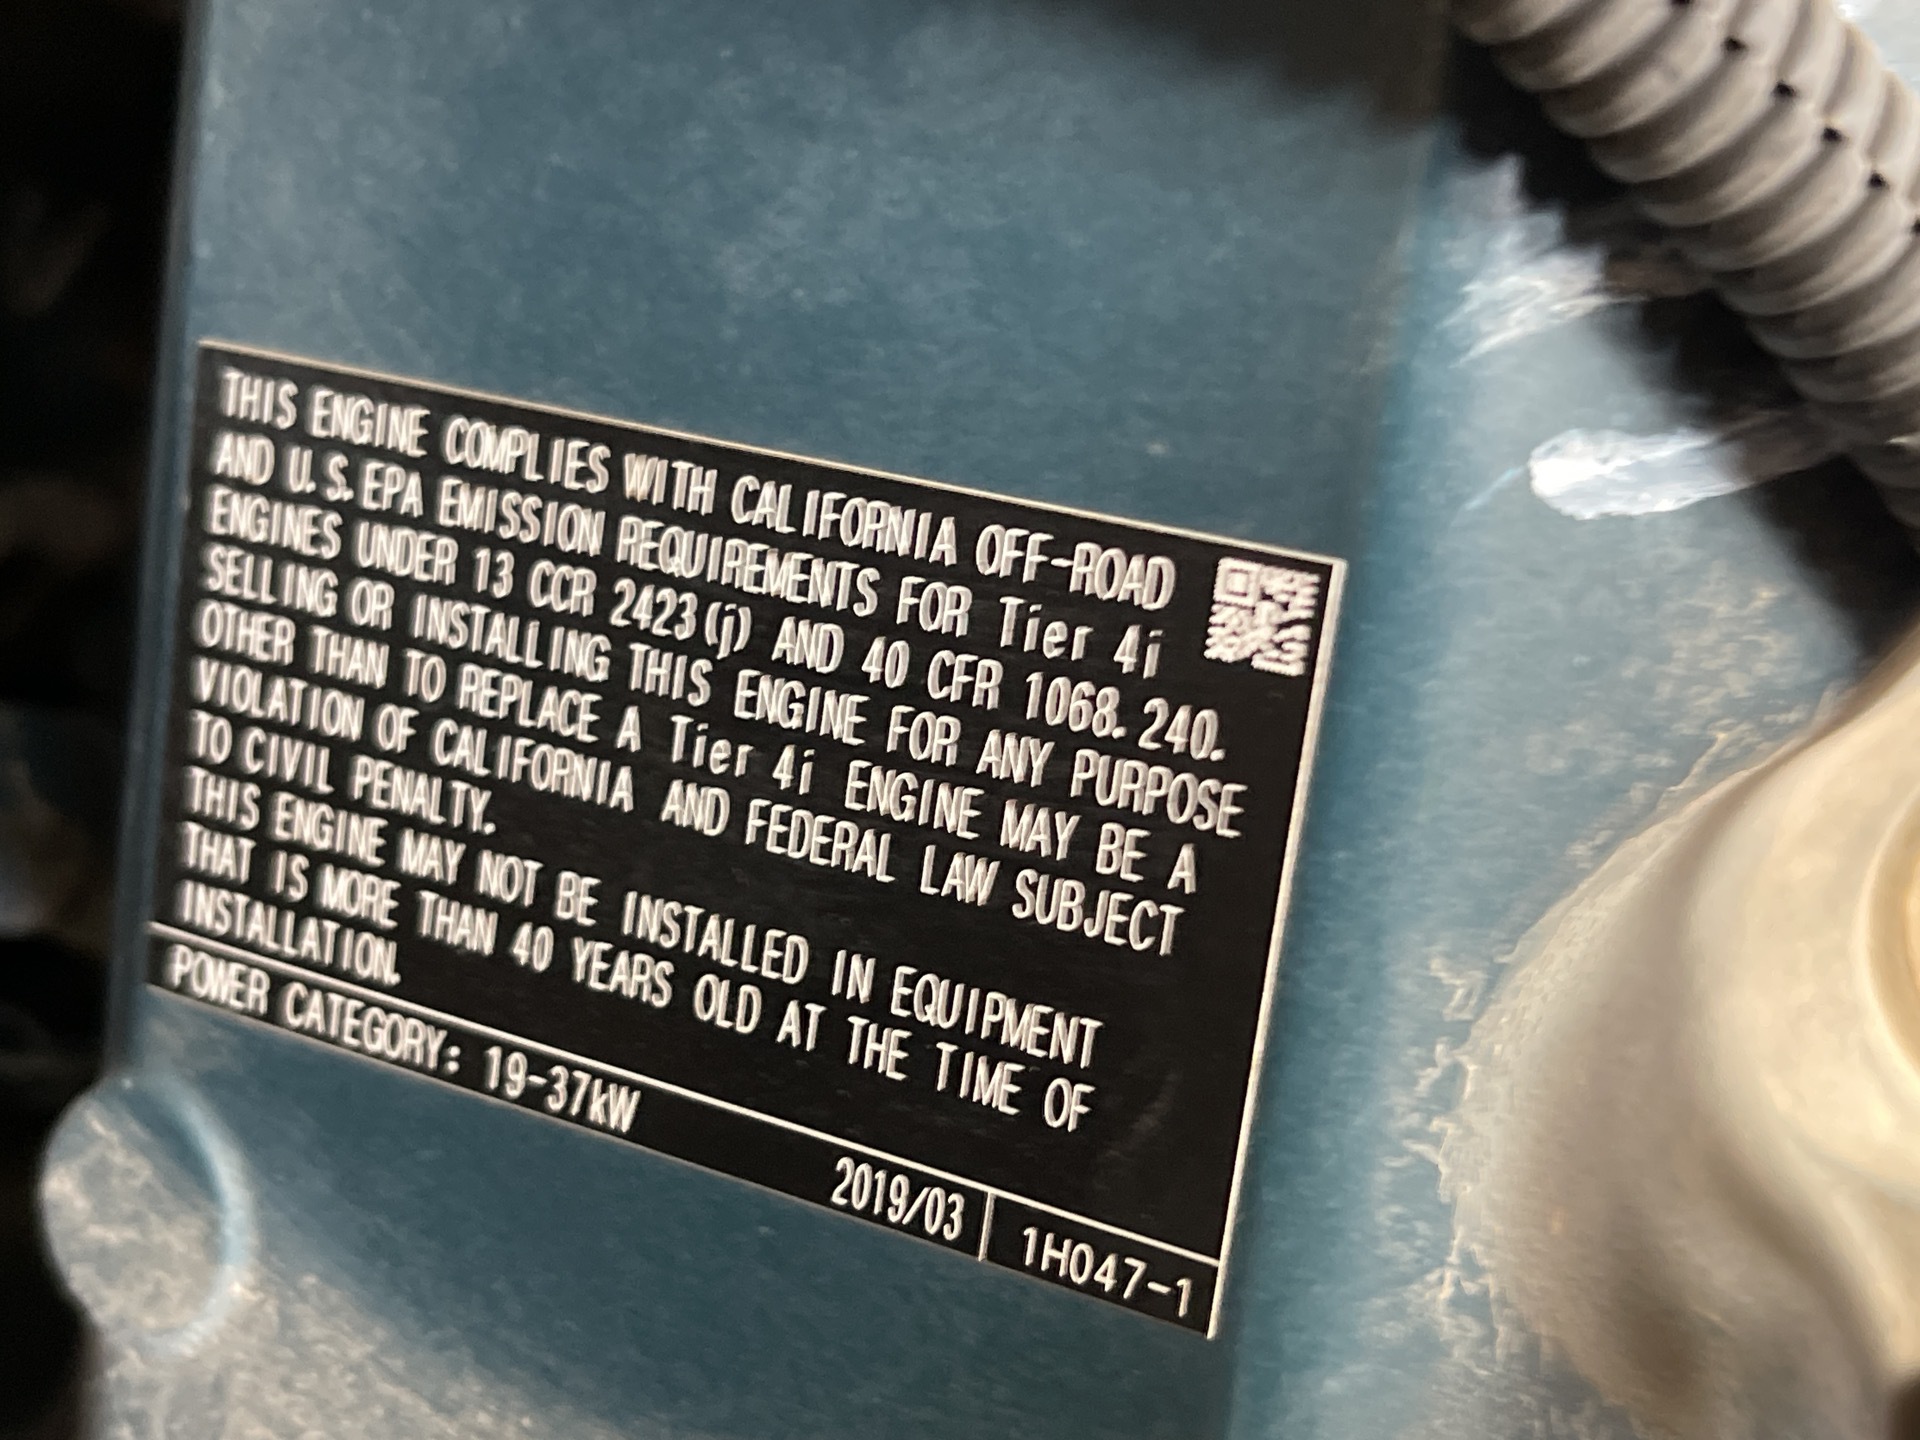 THIS ENGINE COMPLIES WITH CALIFORNIA OFF-ROAD
AND U.S. EPA EMISSION REQUIREMENTS FOR Tier 4i
ENGINES UNDER 13 CCR 2423(j) AND 40 CFR 1068.240.
SELLING OR INSTALLING THIS ENGINE FOR ANY PURPOSE
OTHER THAN TO REPLACE A Tier 4i ENGINE MAY BE A
VIOLATION OF CALIFORNIA AND FEDERAL LAW SUBJECT
TO CIVIL PENALTY.
THIS ENGINE MAY NOT BE INSTALLED IN EQUIPMENT
THAT IS MORE THAN 40 YEARS OLD AT THE TIME OF
INSTALLATION.
POWER CATEGORY: 19-37kW
2019/03 1H047-1